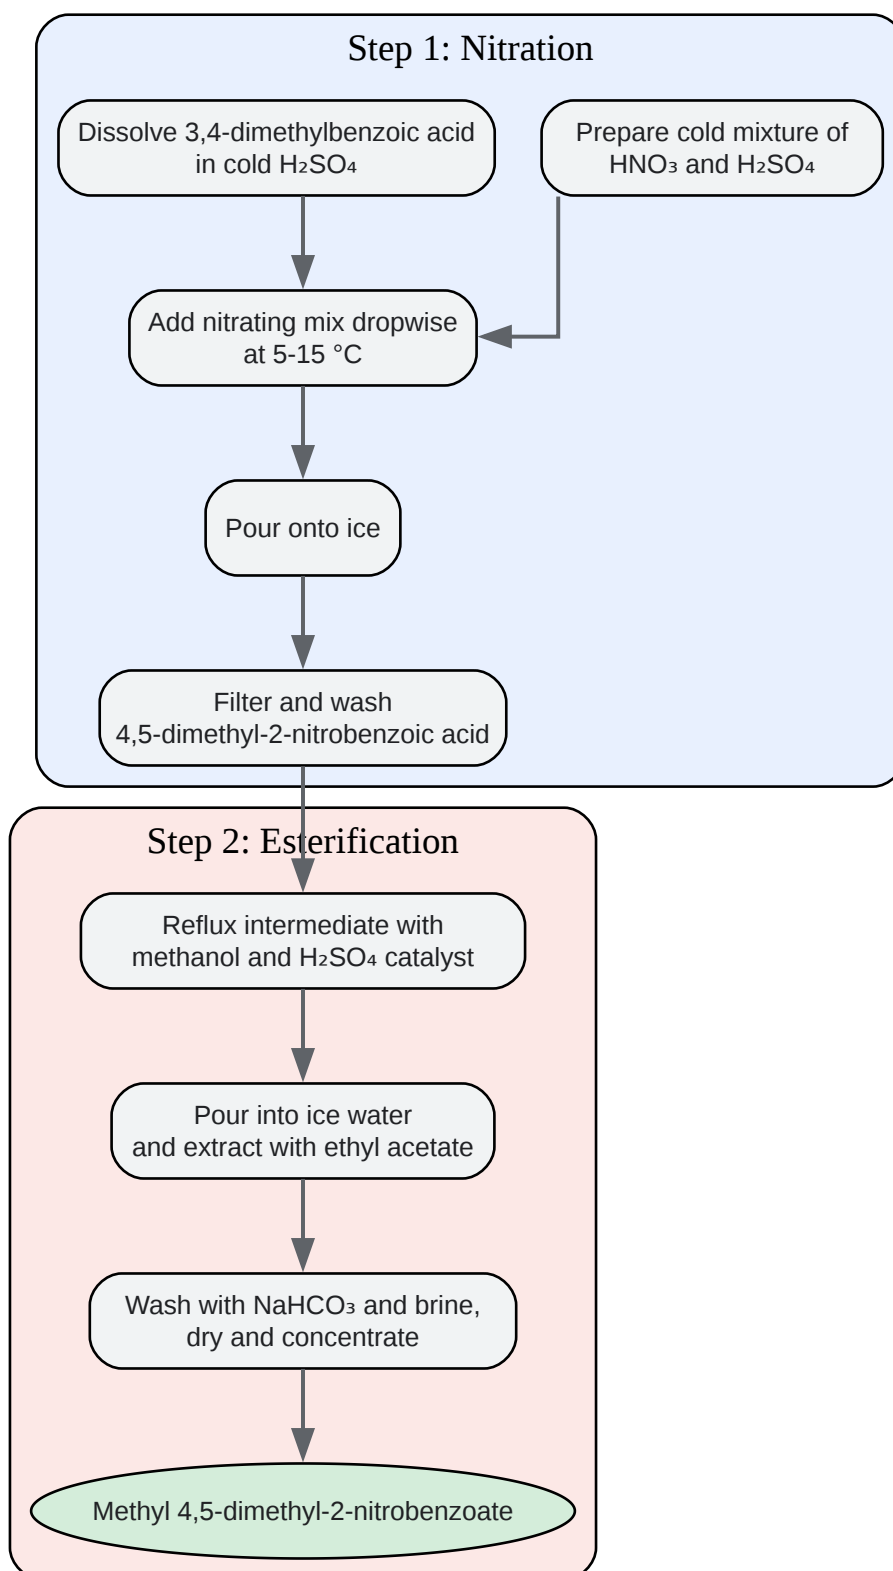 Step 1: Nitration
Dissolve 3,4-dimethylbenzoic acid
in cold H₂SO₄
Prepare cold mixture of
HNO₃ and H₂SO₄
Add nitrating mix dropwise
at 5-15 °C
Pour onto ice
Filter and wash
4,5-dimethyl-2-nitrobenzoic acid
Step 2: Esterification
Reflux intermediate with
methanol and H₂SO₄ catalyst
Pour into ice water
and extract with ethyl acetate
Wash with NaHCO₃ and brine,
dry and concentrate
Methyl 4,5-dimethyl-2-nitrobenzoate